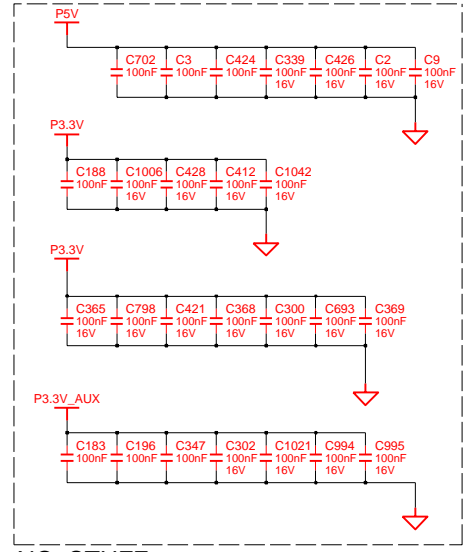 P5V
C702 C3 C424 C339 C426 C2 C9
100nF 100nF 100nF 100nF 100nF 100nF 100nF
16V 16V 16V 16V
P3.3V
C188 C1006 C428 C412 C1042
100nF 100nF 100nF 100nF 100nF
16V 16V 16V 16V
P3.3V
C365 C798 C421 C368 C300 C693 C369
100nF 100nF 100nF 100nF 100nF 100nF 100nF
16V 16V 16V 16V 16V 16V 16V
P3.3V_AUX
C183 C196 C347 C302 C1021 C994 C995
100nF 100nF 100nF 100nF 100nF 100nF 100nF
16V 16V 16V 16V